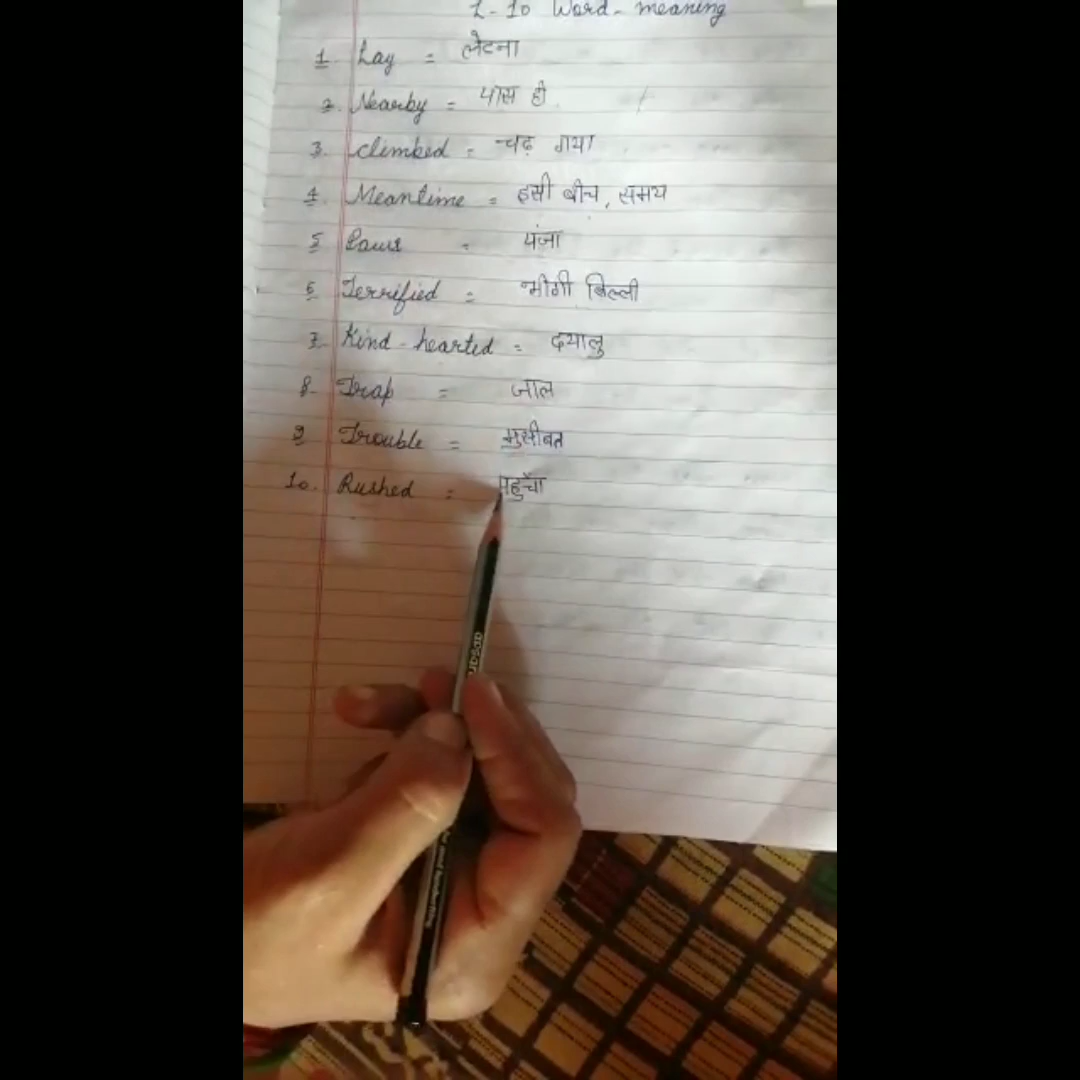 L-10 Word-meaning
1. Lay = लेटना
2. Nearby = पास ही
3. Climbed = चढ़ गया
4. Meantime = इसी बीच, समय
5 Paws = पंजा
6 Terrified = भीगी बिल्ली
7. Kind-hearted = दयालु
8. Trap = जाल
9 Trouble = मुसीबत
10. Rushed = पहुँचा